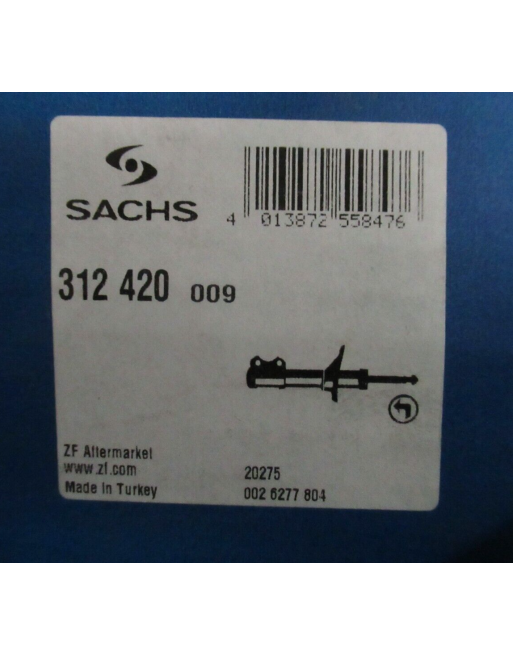 SACHS
4 013872 558476
312 420 009
ZF Aftermarket
www.zf.com
Made in Turkey
20275
002 6277 804